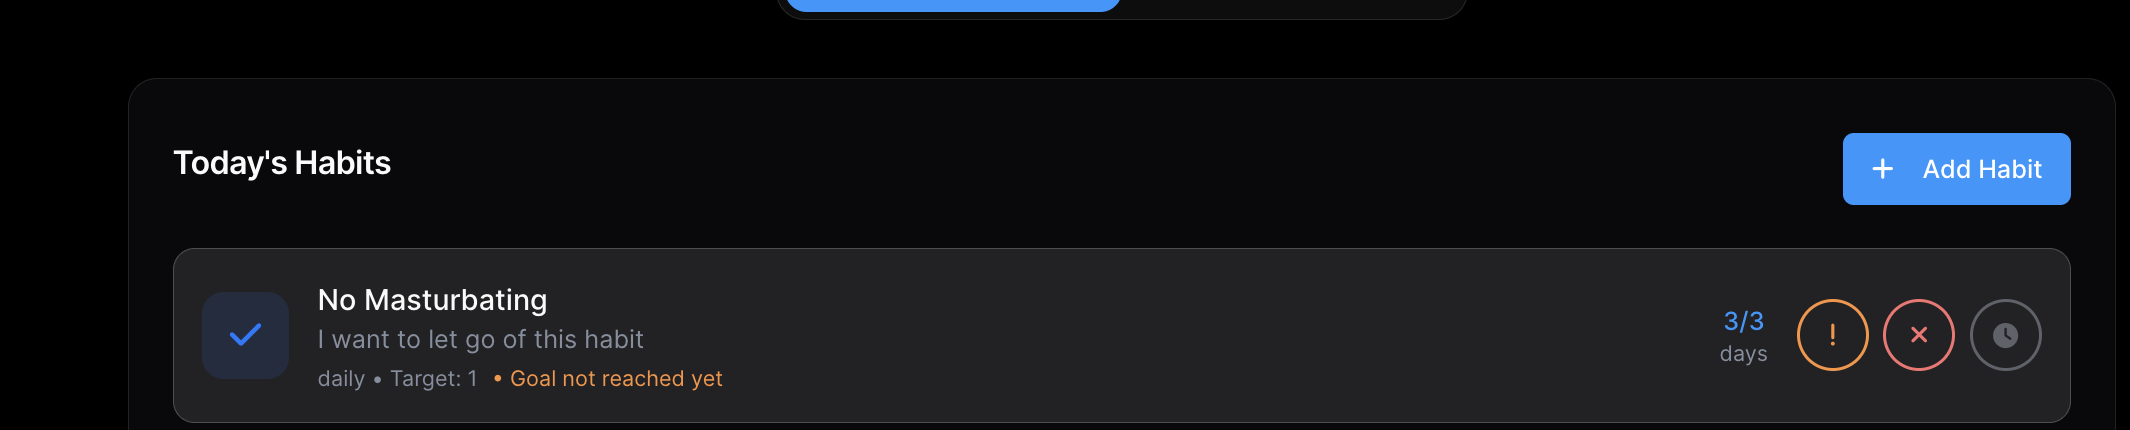 Today's Habits
+ Add Habit
No Masturbating
I want to let go of this habit
daily • Target: 1 • Goal not reached yet
3/3
days
!